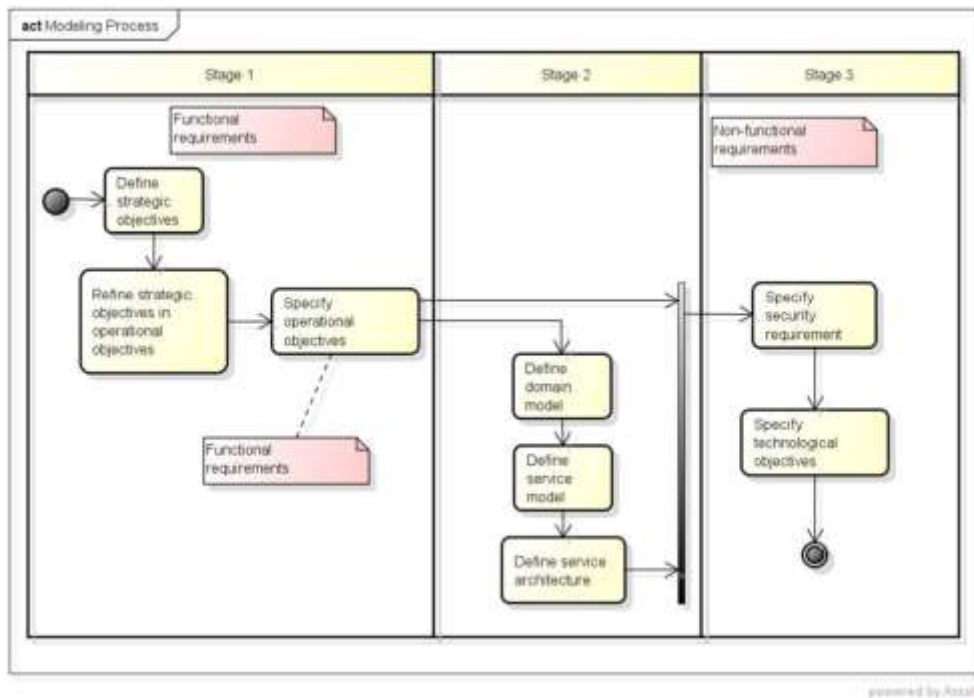 act Modeling Process
Stage 1
Stage 2
Stage 3
Functional
requirements
Non-functional
requirements
Define
strategic
objectives
Refine strategic
objectives in
operational
objectives
Specify
operational
objectives
Specify
security
requirement
Define
domain
model
Functional
requirements
Specify
technological
objectives
Define
service
model
Define service
architecture
powered by